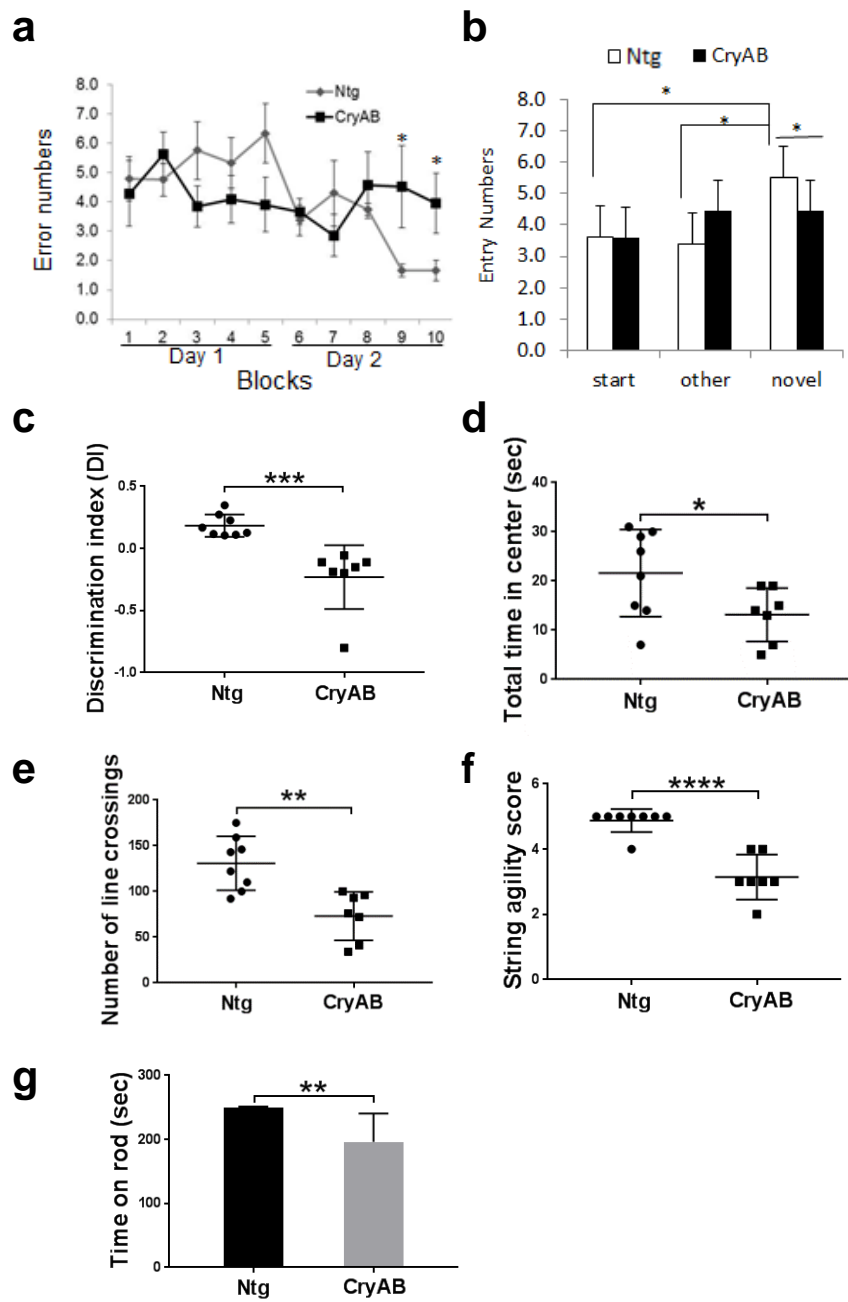 a
Ntg
CryAB
Error numbers
8.0
7.0
6.0
5.0
4.0
3.0
2.0
1.0
0.0
* *
1 2 3 4 5 6 7 8 9 10
Day 1 Day 2
Blocks
b
Ntg CryAB
Entry Numbers
8.0
7.0
6.0
5.0
4.0
3.0
2.0
1.0
0.0
* * *
start other novel
c
Discrimination index (DI)
0.5
0.0
-0.5
-1.0
***
Ntg CryAB
d
Total time in center (sec)
40
30
20
10
0
*
Ntg CryAB
e
Number of line crossings
200
150
100
50
0
**
Ntg CryAB
f
String agility score
6
4
2
0
****
Ntg CryAB
g
Time on rod (sec)
300
200
100
0
**
Ntg CryAB